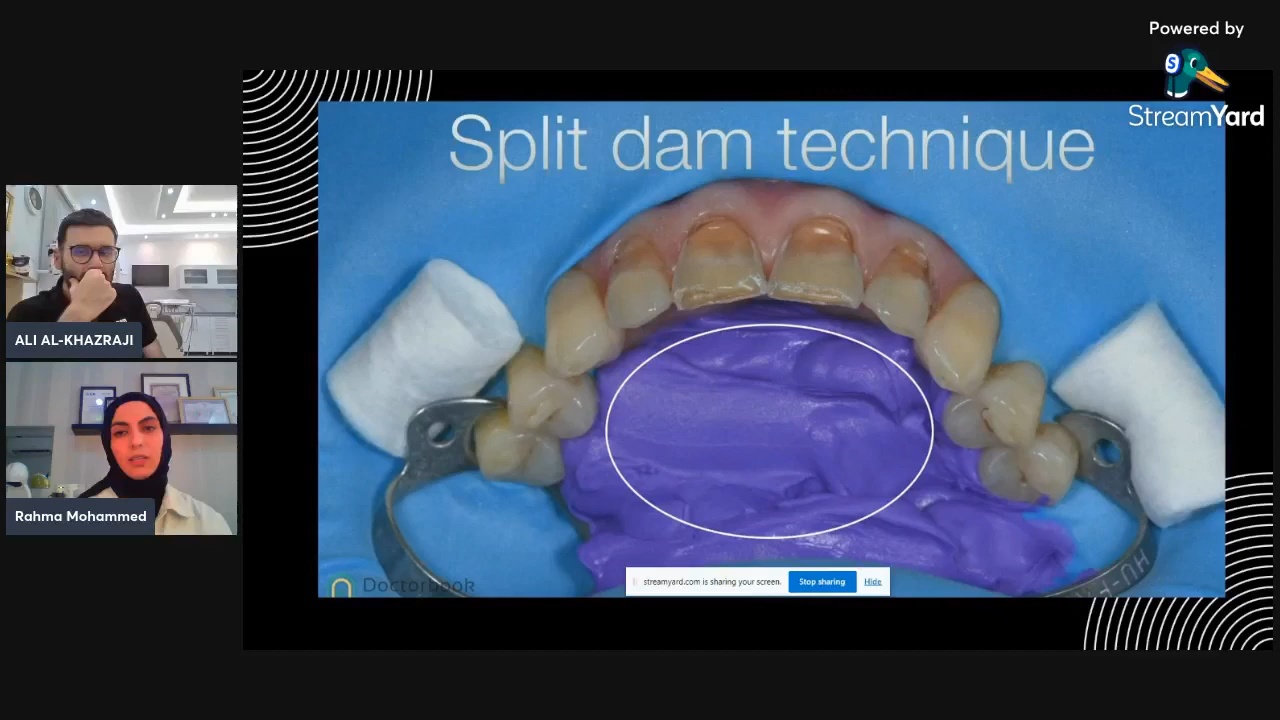 Powered by
S
StreamYard
Split dam technique
ALI AL-KHAZRAJI
Rahma Mohammed
Doctorbook
streamyard.com is sharing your screen.
Stop sharing
Hide